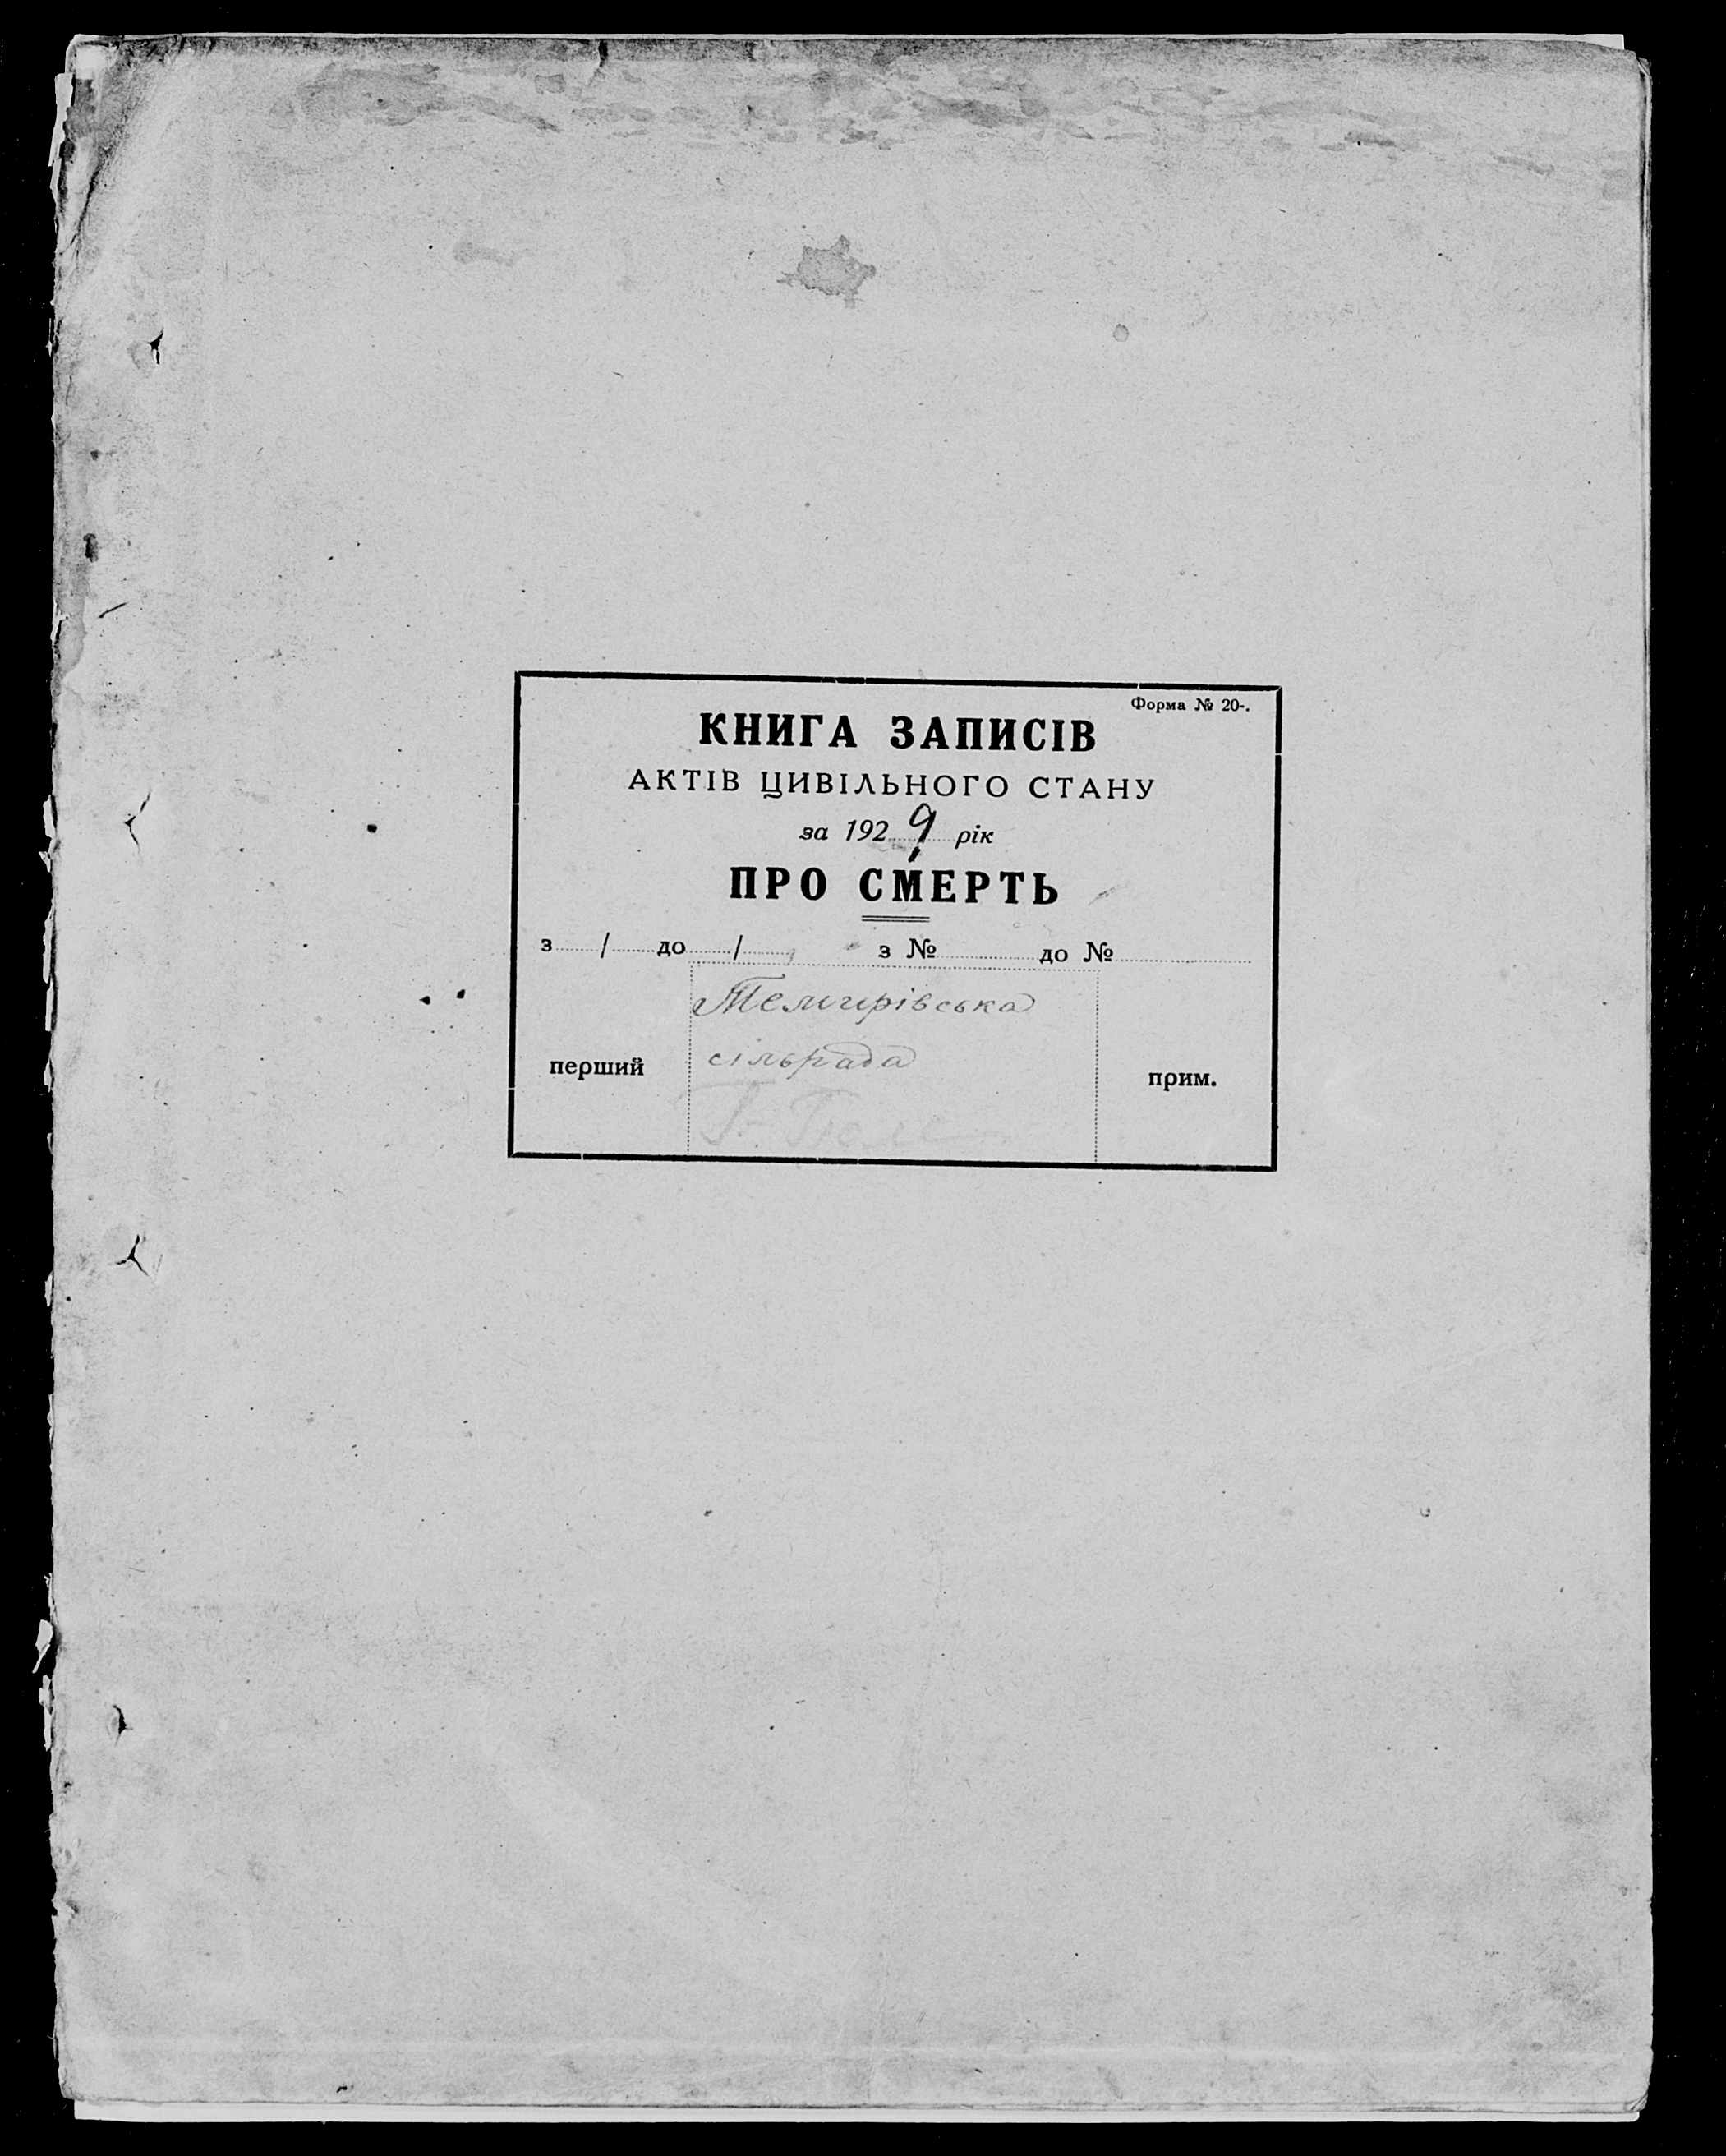 Форма № 20-.
КНИГА ЗАПИСІВ
АКТІВ ЦИВІЛЬНОГО СТАНУ
за 1929 рік
ПРО СМЕРТЬ
з / до / з № до №
Темирівська
перший сільрада прим.